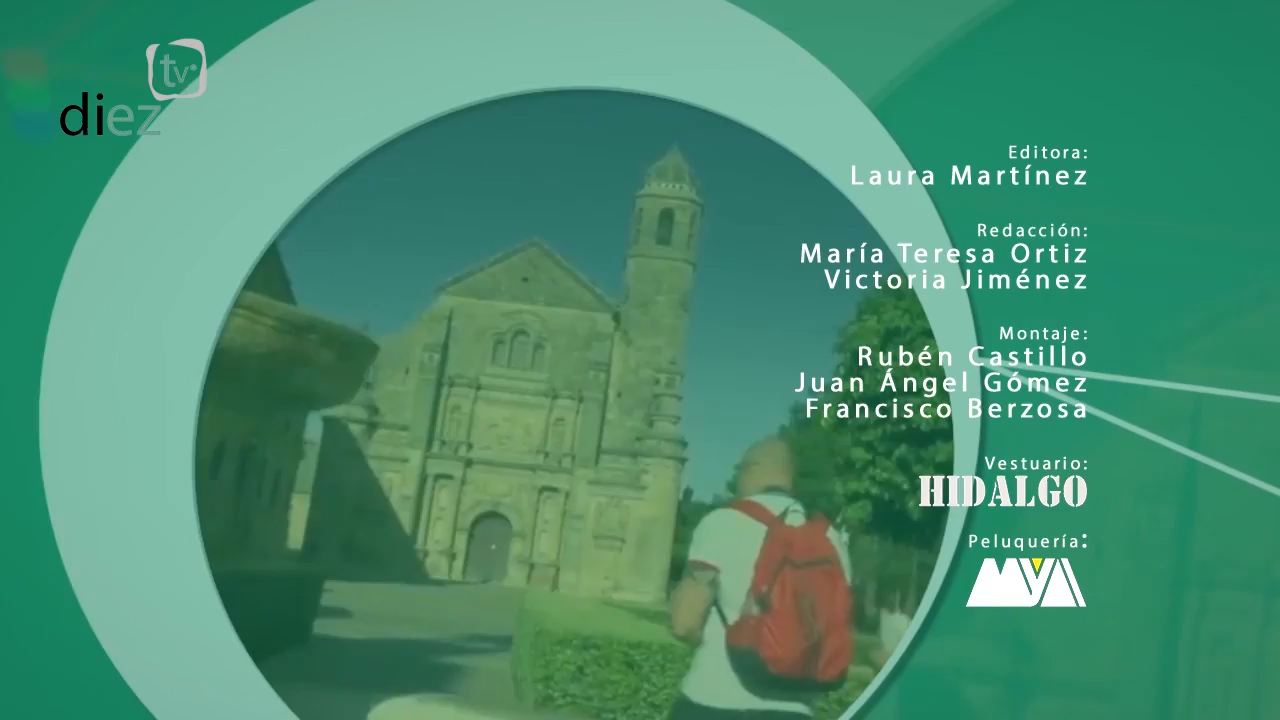 tv
diez
Editora:
Laura Martínez
Redacción:
María Teresa Ortiz
Victoria Jiménez
Montaje:
Rubén Castillo
Juan Ángel Gómez
Francisco Berzosa
Vestuario:
HIDALGO
Peluquería:
MYA